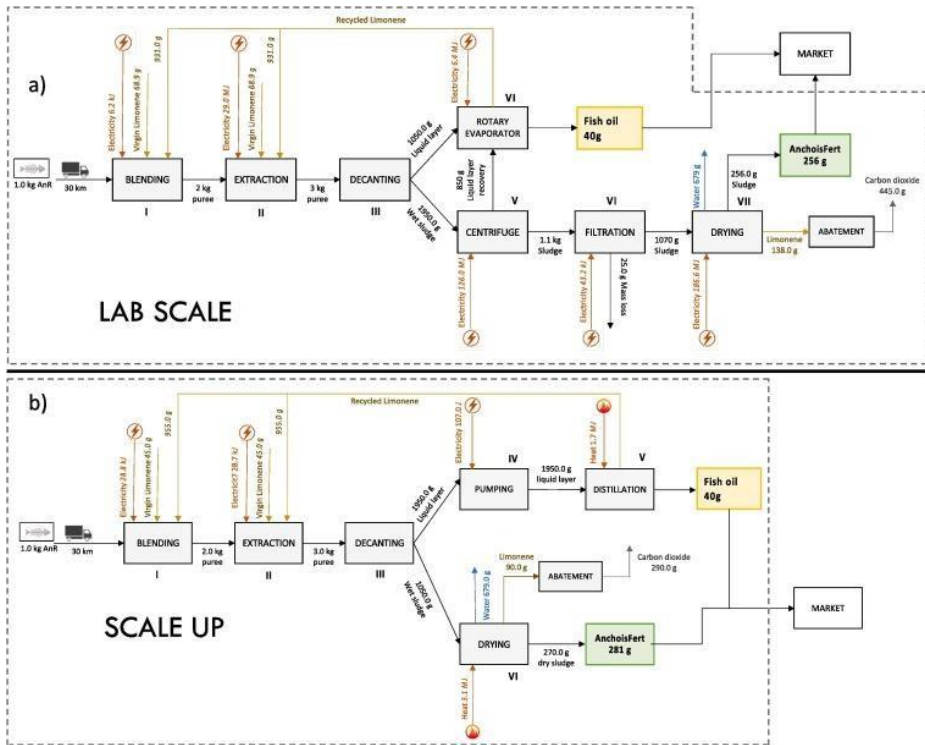 Recycled Limonene
a)
Electricity 6.2 kJ
Virgin Limonene 68.9 g
931.0 g
Electricity 29.0 MJ
Virgin Limonene 68.9 g
931.0 g
Electricity 6.4 MJ
VI
MARKET
1.0 kg AnR
30 km
BLENDING
I
2 kg
puree
EXTRACTION
II
3 kg
puree
DECANTING
III
1050.0 g
Liquid layer
1950.0 g
Wet sludge
ROTARY
EVAPORATOR
Fish oil
40g
850 g
Liquid layer
recovery
V
CENTRIFUGE
Electricity 126.0 MJ
1.1 kg
Sludge
VI
FILTRATION
Electricity 43.2 kJ
25.0 g Mass loss
1070 g
Sludge
Water 679 g
VII
DRYING
Electricity 186.6 MJ
256.0 g
Sludge
AnchoisFert
256 g
Limonene
138.0 g
ABATEMENT
Carbon dioxide
445.0 g
LAB SCALE
b)
Recycled Limonene
Electricity 28.8 kJ
Virgin Limonene 45.0 g
955.0 g
Electricit? 28.7 kJ
Virgin Limonene 45.0 g
955.0 g
Electricity 107.0 J
Heat 1.7 MJ
1.0 kg AnR
30 km
BLENDING
I
2.0 kg
puree
EXTRACTION
II
3.0 kg
puree
DECANTING
III
1950.0 g
Liquid layer
1050.0 g
Wet sludge
IV
PUMPING
1950.0 g
liquid layer
V
DISTILLATION
Fish oil
40g
Water 679.0 g
Limonene
90.0 g
ABATEMENT
Carbon dioxide
290.0 g
MARKET
DRYING
VI
Heat 3.1 MJ
270.0 g
dry sludge
AnchoisFert
281 g
SCALE UP